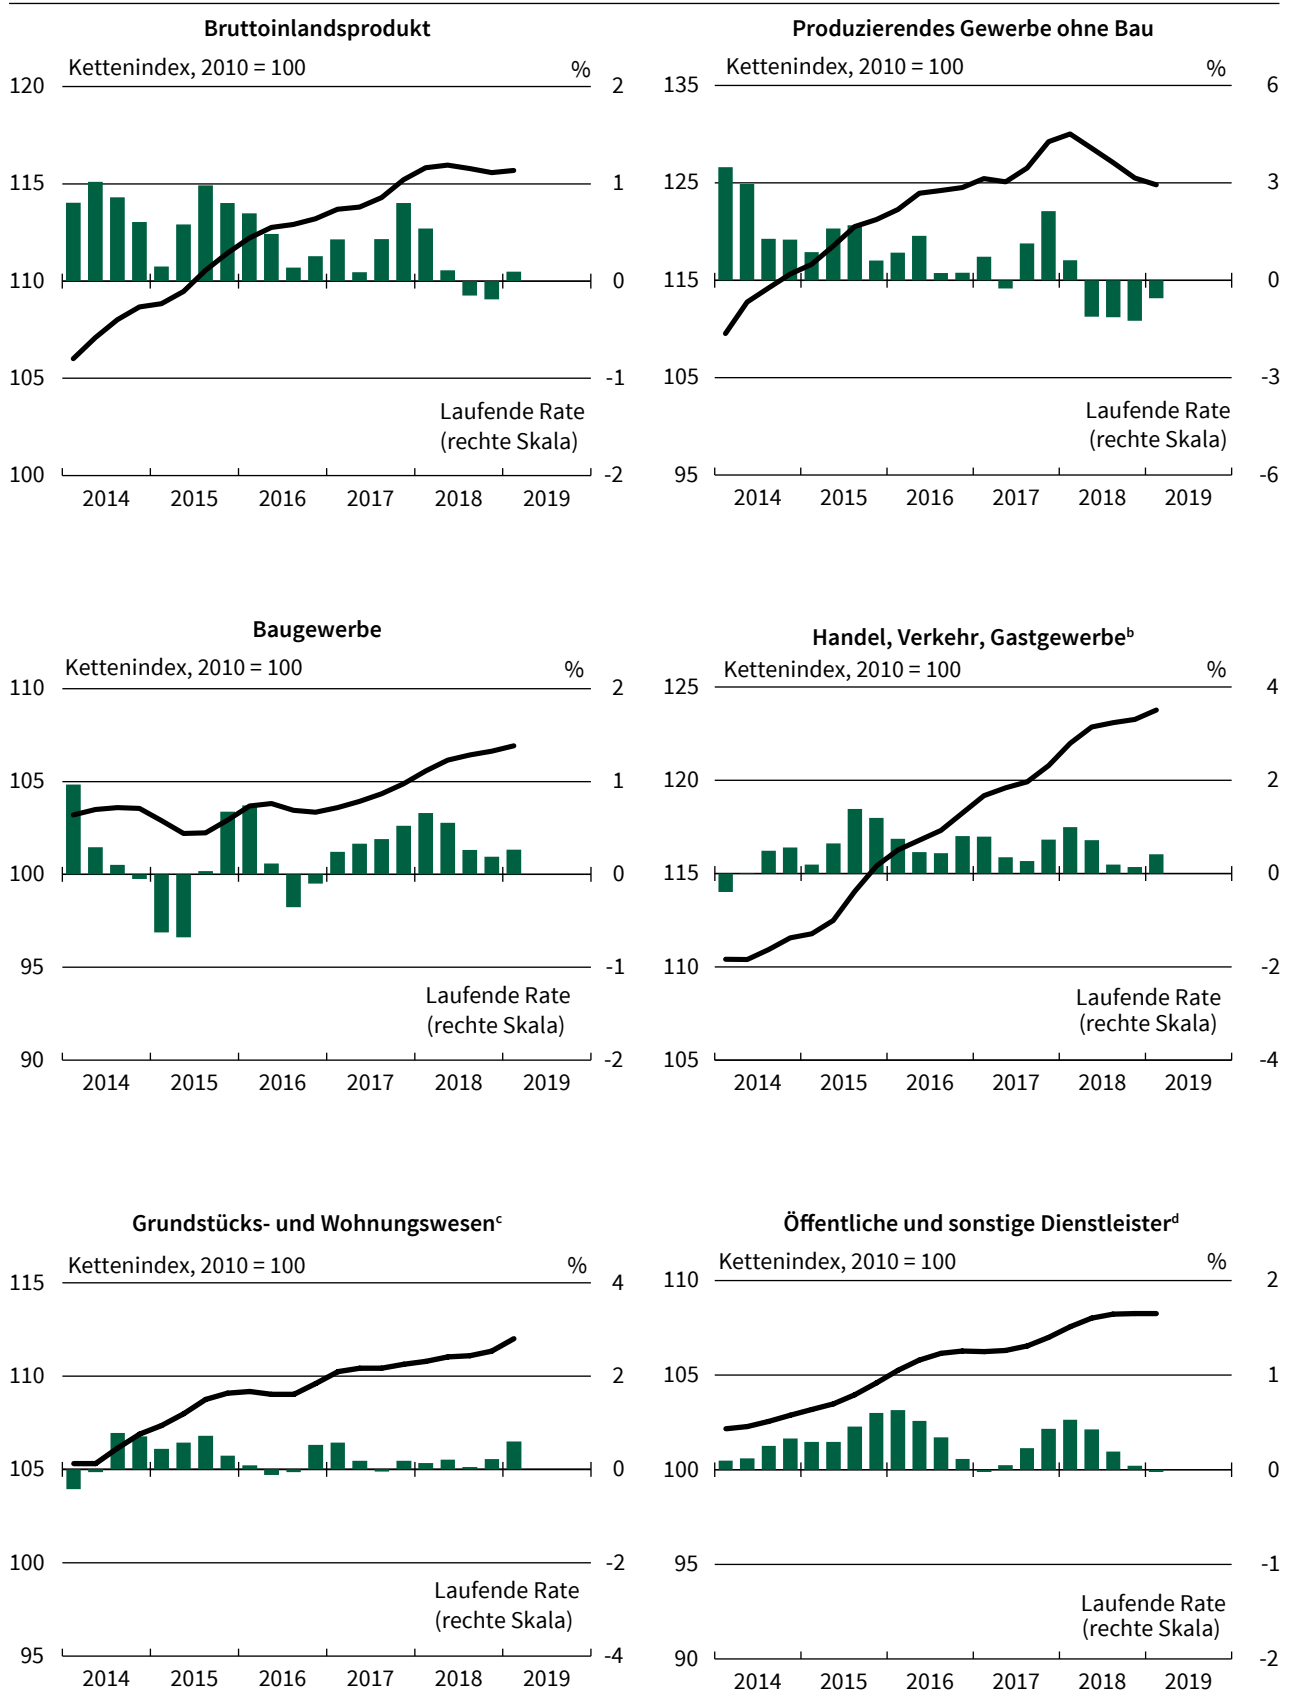 Bruttoinlandsprodukt
Kettenindex, 2010 = 100 %
120 2
115 1
110 0
105 -1
Laufende Rate
(rechte Skala)
100 -2
2014 2015 2016 2017 2018 2019
Produzierendes Gewerbe ohne Bau
Kettenindex, 2010 = 100 %
135 6
125 3
115 0
105 -3
Laufende Rate
(rechte Skala)
95 -6
2014 2015 2016 2017 2018 2019
Baugewerbe
Kettenindex, 2010 = 100 %
110 2
105 1
100 0
95 -1
Laufende Rate
(rechte Skala)
90 -2
2014 2015 2016 2017 2018 2019
Handel, Verkehr, Gastgewerbeᵇ
Kettenindex, 2010 = 100 %
125 4
120 2
115 0
110 -2
Laufende Rate
(rechte Skala)
105 -4
2014 2015 2016 2017 2018 2019
Grundstücks- und Wohnungswesenᶜ
Kettenindex, 2010 = 100 %
115 4
110 2
105 0
100 -2
Laufende Rate
(rechte Skala)
95 -4
2014 2015 2016 2017 2018 2019
Öffentliche und sonstige Dienstleisterᵈ
Kettenindex, 2010 = 100 %
110 2
105 1
100 0
95 -1
Laufende Rate
(rechte Skala)
90 -2
2014 2015 2016 2017 2018 2019